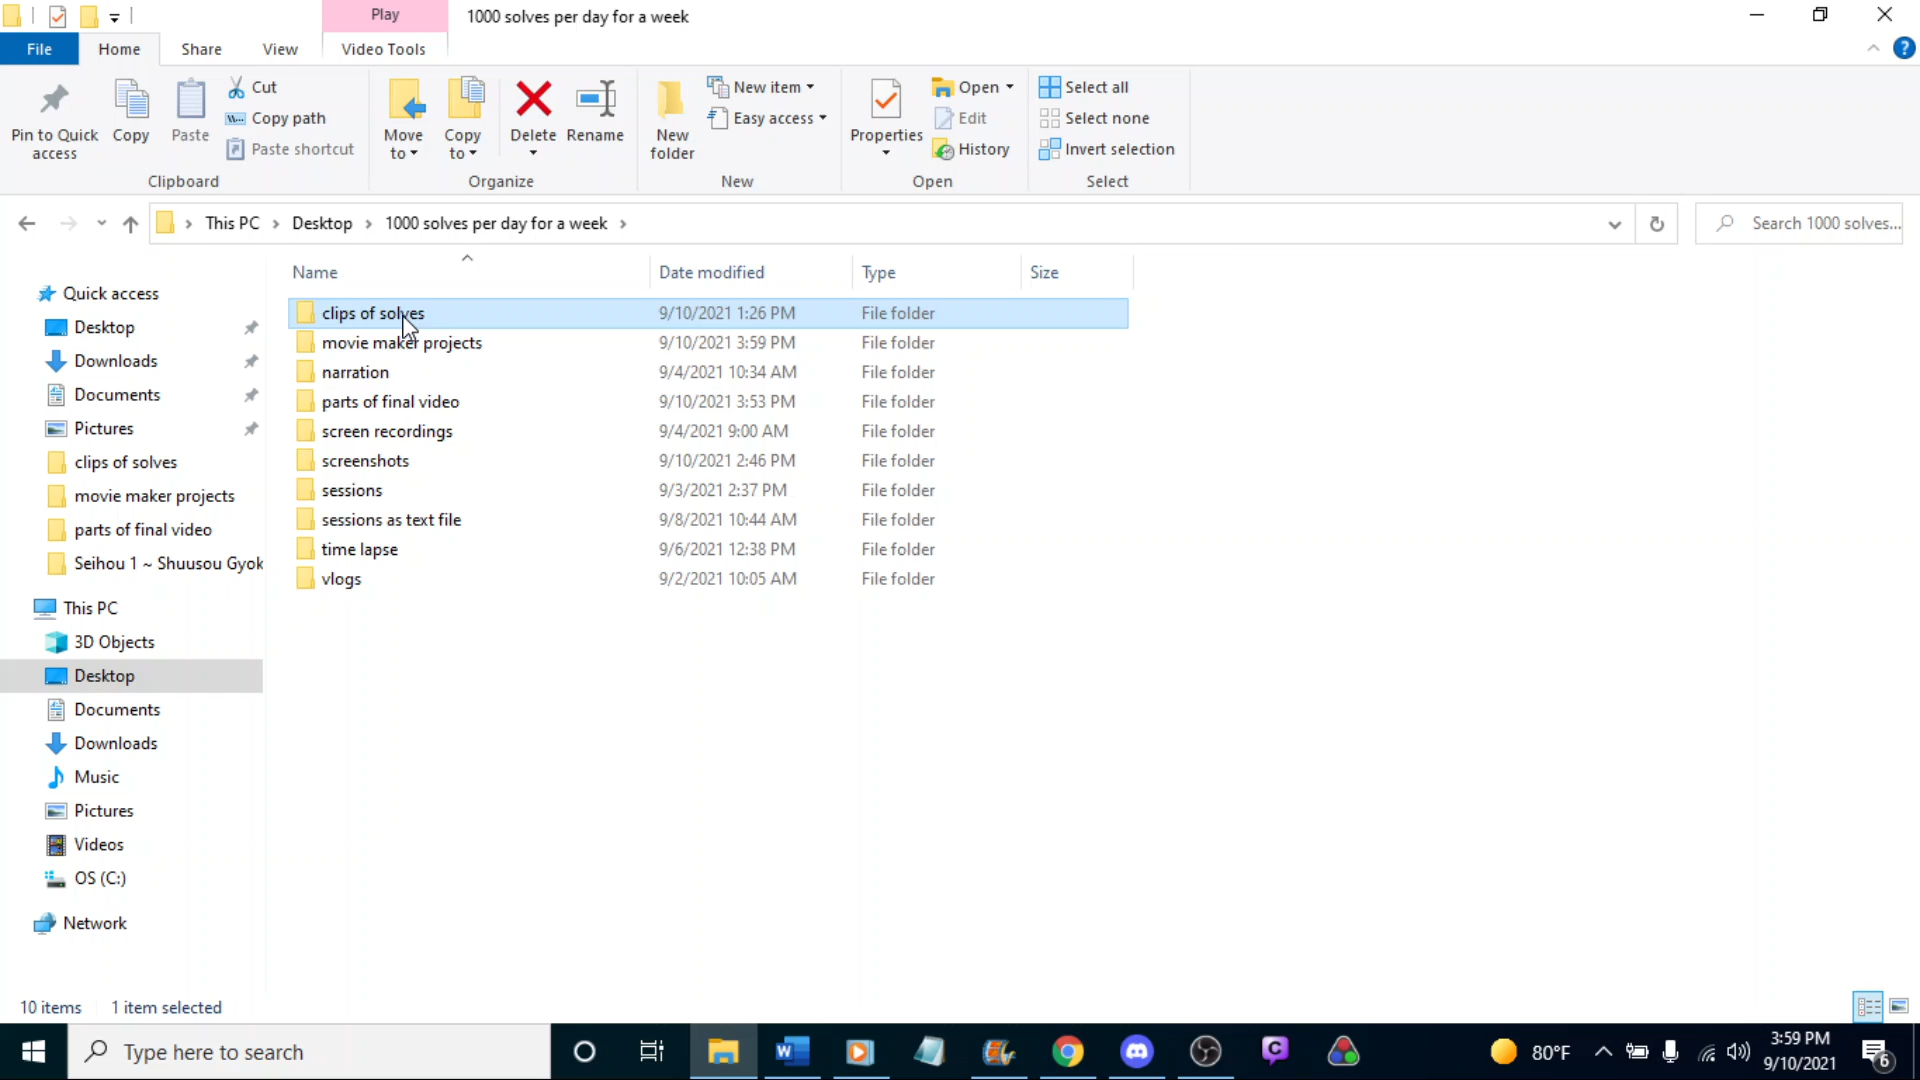 Play
1000 solves per day for a week
File
Home
Share
View
Video Tools
Pin to Quick access
Copy
Paste
Cut
Copy path
Paste shortcut
Clipboard
Move to
Copy to
Delete
Rename
Organize
New folder
New item
Easy access
New
Properties
Open
Edit
History
Open
Select all
Select none
Invert selection
Select
This PC > Desktop > 1000 solves per day for a week >
Search 1000 solves...
Name Date modified Type Size
clips of solves 9/10/2021 1:26 PM File folder
movie maker projects 9/10/2021 3:59 PM File folder
narration 9/4/2021 10:34 AM File folder
parts of final video 9/10/2021 3:53 PM File folder
screen recordings 9/4/2021 9:00 AM File folder
screenshots 9/10/2021 2:46 PM File folder
sessions 9/3/2021 2:37 PM File folder
sessions as text file 9/8/2021 10:44 AM File folder
time lapse 9/6/2021 12:38 PM File folder
vlogs 9/2/2021 10:05 AM File folder
Quick access
Desktop
Downloads
Documents
Pictures
clips of solves
movie maker projects
parts of final video
Seihou 1 ~ Shuusou Gyok
This PC
3D Objects
Desktop
Documents
Downloads
Music
Pictures
Videos
OS (C:)
Network
10 items 1 item selected
Type here to search
80°F
3:59 PM
9/10/2021
6